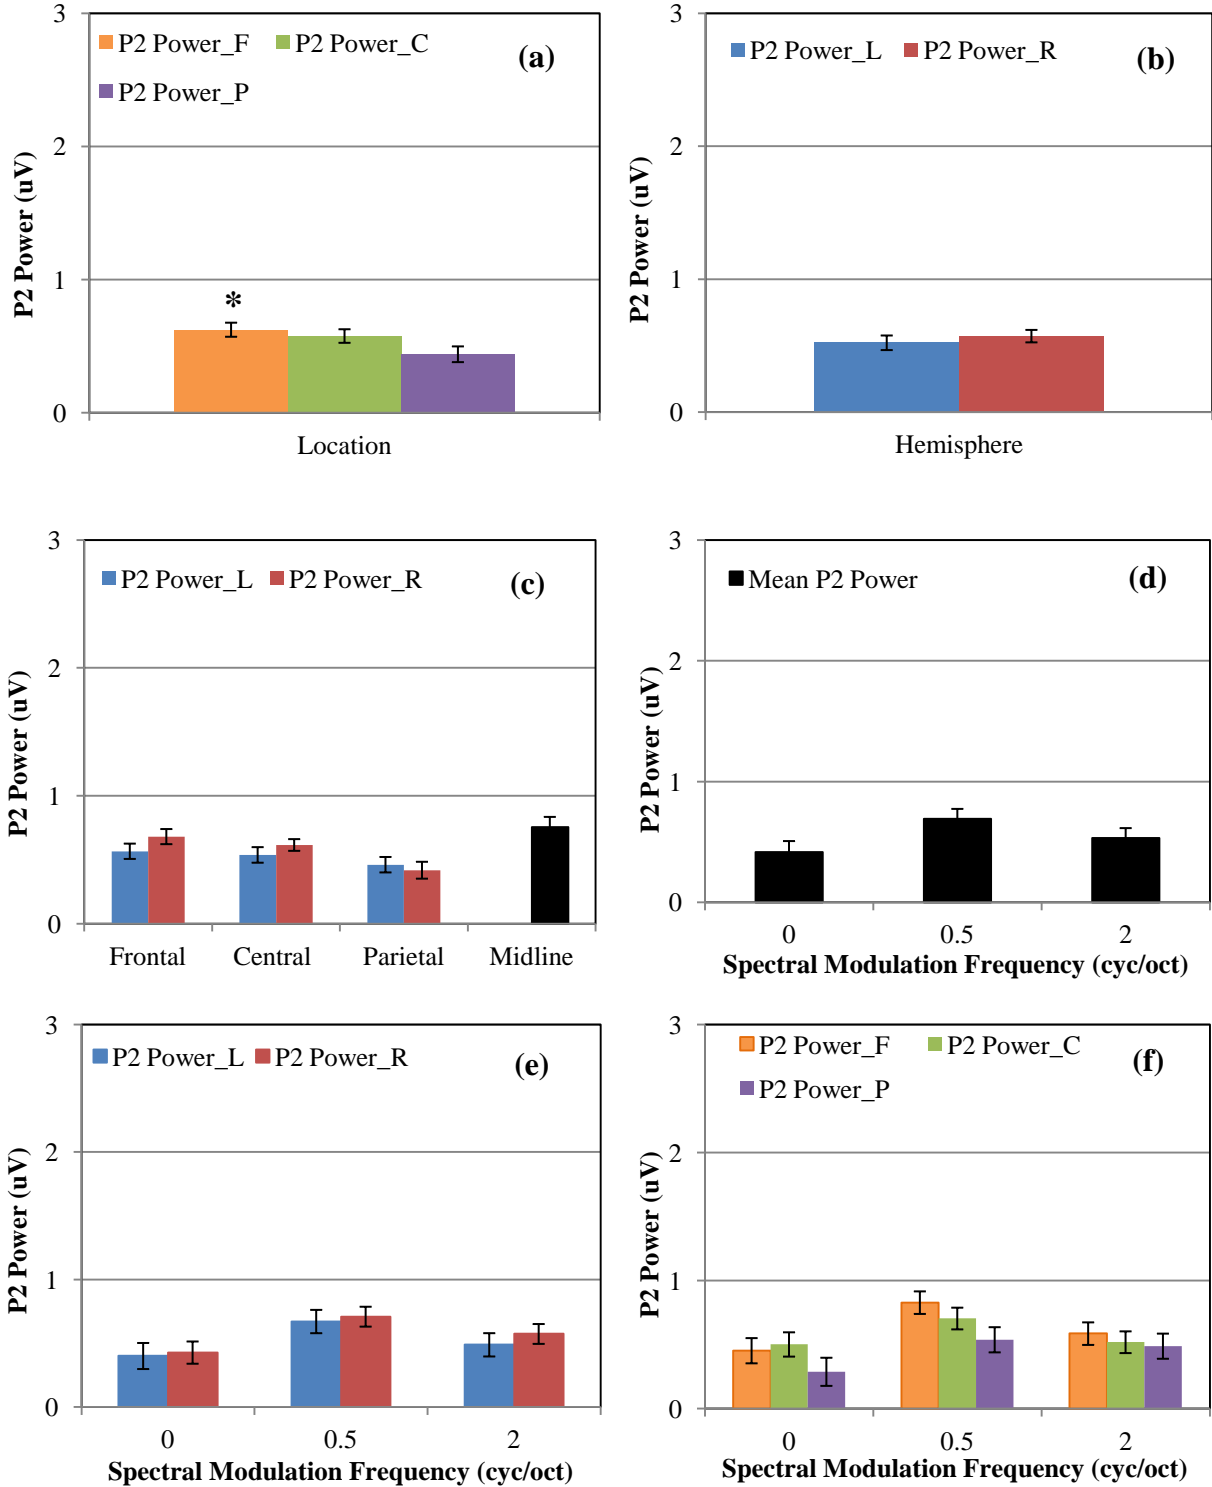 P2 Power_F P2 Power_C (a)
P2 Power_P
P2 Power (uV)
3
2
1
0
*
Location
P2 Power_L P2 Power_R (b)
P2 Power (uV)
3
2
1
0
Hemisphere
P2 Power_L P2 Power_R (c)
P2 Power (uV)
3
2
1
0
Frontal Central Parietal Midline
Mean P2 Power (d)
P2 Power (uV)
3
2
1
0
0 0.5 2
Spectral Modulation Frequency (cyc/oct)
P2 Power_L P2 Power_R (e)
P2 Power (uV)
3
2
1
0
0 0.5 2
Spectral Modulation Frequency (cyc/oct)
P2 Power_F P2 Power_C (f)
P2 Power_P
P2 Power (uV)
3
2
1
0
0 0.5 2
Spectral Modulation Frequency (cyc/oct)